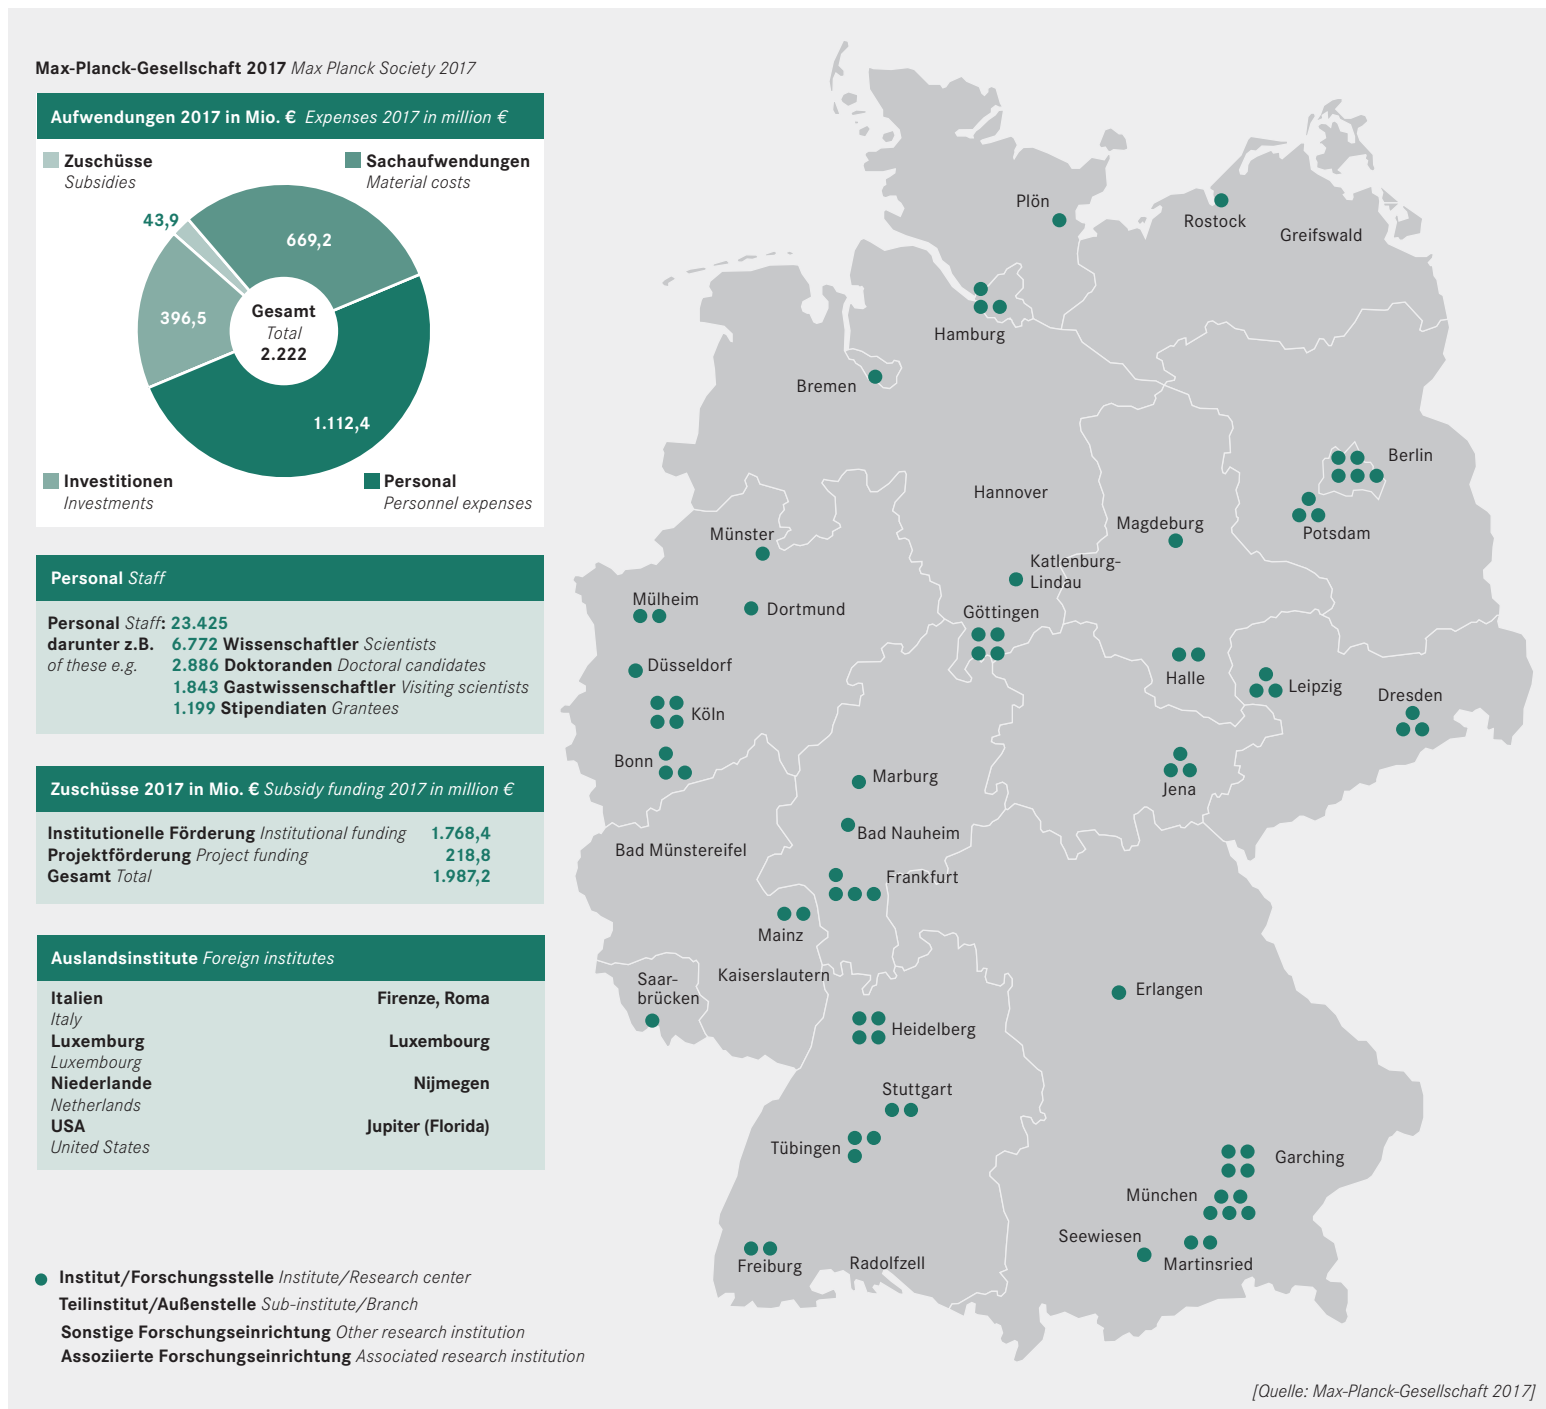 Max-Planck-Gesellschaft 2017 Max Planck Society 2017
Aufwendungen 2017 in Mio. € Expenses 2017 in million €
Zuschüsse
Subsidies
Sachaufwendungen
Material costs
43,9
669,2
396,5
Gesamt
Total
2.222
1.112,4
Investitionen
Investments
Personal
Personnel expenses
Personal Staff
Personal Staff: 23.425
darunter z.B. 6.772 Wissenschaftler Scientists
of these e.g. 2.886 Doktoranden Doctoral candidates
1.843 Gastwissenschaftler Visiting scientists
1.199 Stipendiaten Grantees
Zuschüsse 2017 in Mio. € Subsidy funding 2017 in million €
Institutionelle Förderung Institutional funding 1.768,4
Projektförderung Project funding 218,8
Gesamt Total 1.987,2
Auslandsinstitute Foreign institutes
Italien Firenze, Roma
Italy
Luxemburg Luxembourg
Luxembourg
Niederlande Nijmegen
Netherlands
USA Jupiter (Florida)
United States
Institut/Forschungsstelle Institute/Research center
Teilinstitut/Außenstelle Sub-institute/Branch
Sonstige Forschungseinrichtung Other research institution
Assoziierte Forschungseinrichtung Associated research institution
Plön
Rostock
Greifswald
Hamburg
Bremen
Berlin
Hannover
Potsdam
Magdeburg
Münster
Katlenburg-
Lindau
Mülheim
Dortmund
Göttingen
Düsseldorf
Halle
Leipzig
Dresden
Köln
Bonn
Marburg
Jena
Bad Nauheim
Bad Münstereifel
Frankfurt
Mainz
Kaiserslautern
Saar-
brücken
Erlangen
Heidelberg
Stuttgart
Tübingen
Garching
München
Seewiesen
Martinsried
Freiburg
Radolfzell
[Quelle: Max-Planck-Gesellschaft 2017]